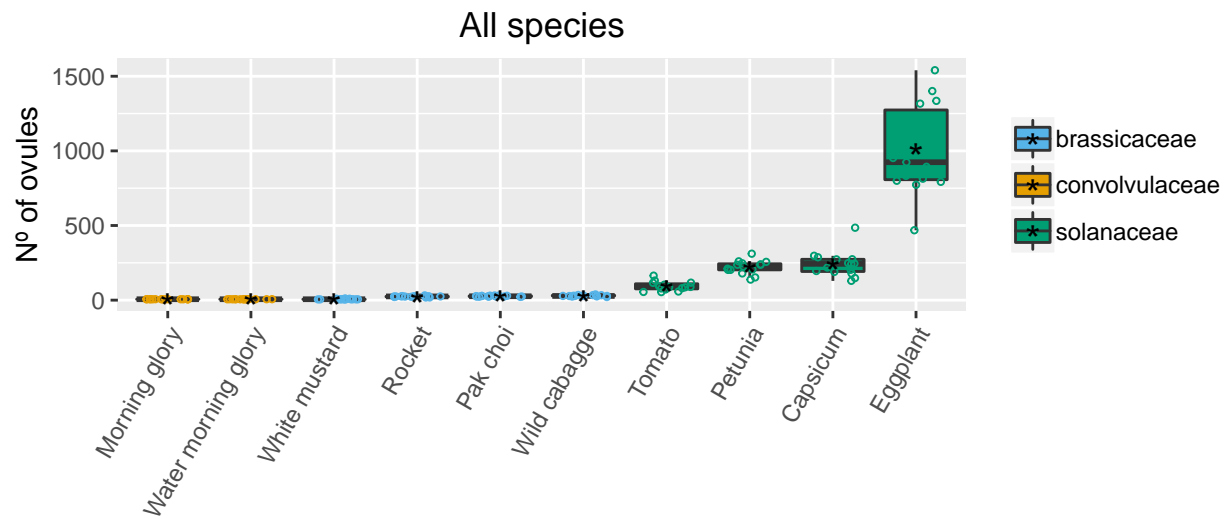 All species
Nº of ovules
1500
1000
500
0
Morning glory
Water morning glory
White mustard
Rocket
Pak choi
Wild cabagge
Tomato
Petunia
Capsicum
Eggplant
brassicaceae
convolvulaceae
solanaceae